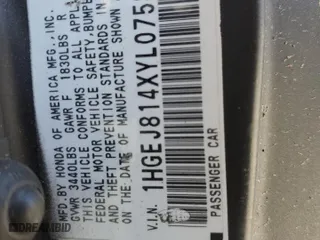 MFD.BY HONDA OF AMERICA MFG., INC.
GVWR 3440LBS GAWR F 1830LBS R
THIS VEHICLE CONFORMS TO ALL APPL
FEDERAL MOTOR VEHICLE SAFETY, BUMPE
AND THEFT PREVENTION STANDARDS
ON THE DATE OF MANUFACTURE SHOWN
V.I.N. 1HGEJ814XYL075
PASSENGER CAR
DREAMBID